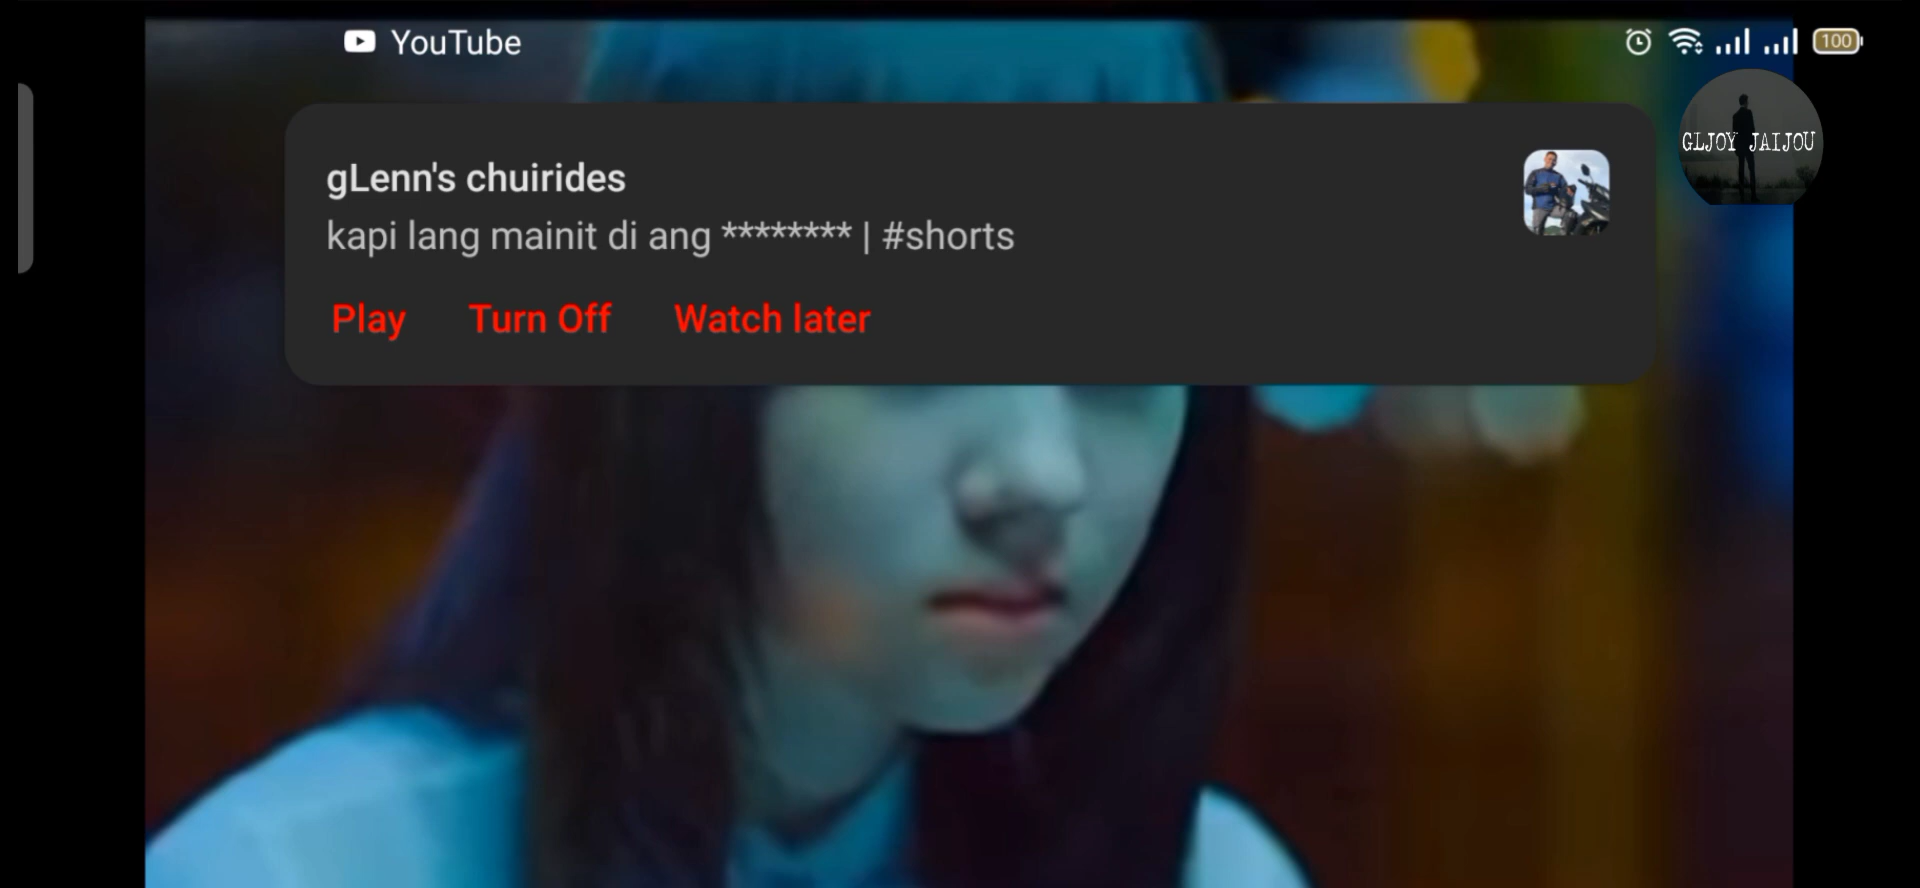 YouTube
100
GLJOY JAIJOU
gLenn's chuirides
kapi lang mainit di ang ******** | #shorts
Play Turn Off Watch later